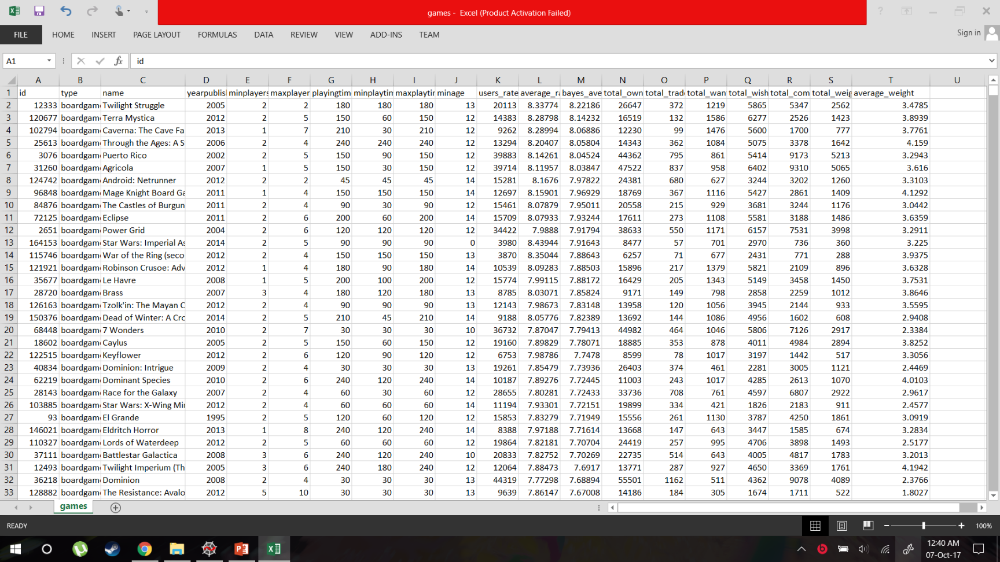 games - Excel (Product Activation Failed)
?
FILE HOME INSERT PAGE LAYOUT FORMULAS DATA REVIEW VIEW ADD-INS TEAM Sign in
A1 fx id
A B C D E F G H I J K L M N O P Q R S T U
1 id type name yearpublis minplayers maxplayer playingtim minplaytim maxplaytir minage users_rate average_ra bayes_ave total_own total_trade total_wan total_wish total_com total_weig average_weight
2 12333 boardgam Twilight Struggle 2005 2 2 180 180 180 13 20113 8.33774 8.22186 26647 372 1219 5865 5347 2562 3.4785
3 120677 boardgam Terra Mystica 2012 2 5 150 60 150 12 14383 8.28798 8.14232 16519 132 1586 6277 2526 1423 3.8939
4 102794 boardgam Caverna: The Cave Fa 2013 1 7 210 30 210 12 9262 8.28994 8.06886 12230 99 1476 5600 1700 777 3.7761
5 25613 boardgam Through the Ages: A S 2006 2 4 240 240 240 12 13294 8.20407 8.05804 14343 362 1084 5075 3378 1642 4.159
6 3076 boardgam Puerto Rico 2002 2 5 150 90 150 12 39883 8.14261 8.04524 44362 795 861 5414 9173 5213 3.2943
7 31260 boardgam Agricola 2007 1 5 150 30 150 12 39714 8.11957 8.03847 47522 837 958 6402 9310 5065 3.616
8 124742 boardgam Android: Netrunner 2012 2 2 45 45 45 14 15281 8.1676 7.97822 24381 680 627 3244 3202 1260 3.3103
9 96848 boardgam Mage Knight Board Ga 2011 1 4 150 150 150 14 12697 8.15901 7.96929 18769 367 1116 5427 2861 1409 4.1292
10 84876 boardgam The Castles of Burgun 2011 2 4 90 30 90 12 15461 8.07879 7.95011 20558 215 929 3681 3244 1176 3.0442
11 72125 boardgam Eclipse 2011 2 6 200 60 200 14 15709 8.07933 7.93244 17611 273 1108 5581 3188 1486 3.6359
12 2651 boardgam Power Grid 2004 2 6 120 120 120 12 34422 7.9888 7.91794 38633 550 1171 6157 7531 3998 3.2911
13 164153 boardgam Star Wars: Imperial As 2014 2 5 90 90 90 0 3980 8.43944 7.91643 8477 57 701 2970 736 360 3.225
14 115746 boardgam War of the Ring (seco 2012 2 4 150 150 150 13 3870 8.35044 7.88643 6257 71 677 2431 771 288 3.9375
15 121921 boardgam Robinson Crusoe: Adv 2012 1 4 180 90 180 14 10539 8.09283 7.88503 15896 217 1379 5821 2109 896 3.6328
16 35677 boardgam Le Havre 2008 1 5 200 100 200 12 15774 7.99115 7.88172 16429 205 1343 5149 3458 1450 3.7531
17 28720 boardgam Brass 2007 3 4 180 120 180 13 8785 8.03071 7.85824 9171 149 798 2858 2259 1012 3.8646
18 126163 boardgam Tzolk'in: The Mayan C 2012 2 4 90 90 90 13 12143 7.98673 7.83148 13958 120 1056 3945 2144 933 3.5595
19 150376 boardgam Dead of Winter: A Cro 2014 2 5 210 45 210 14 9188 8.05776 7.82389 13692 144 1086 4956 1602 608 2.9408
20 68448 boardgam 7 Wonders 2010 2 7 30 30 30 10 36732 7.87047 7.79413 44982 464 1046 5806 7126 2917 2.3384
21 18602 boardgam Caylus 2005 2 5 150 60 150 12 19160 7.89829 7.78071 18885 353 878 4011 4984 2894 3.8252
22 122515 boardgam Keyflower 2012 2 6 120 90 120 12 6753 7.98786 7.7478 8599 78 1017 3197 1442 517 3.3056
23 40834 boardgam Dominion: Intrigue 2009 2 4 30 30 30 13 19261 7.85479 7.73936 26403 374 461 2281 3005 1121 2.4469
24 62219 boardgam Dominant Species 2010 2 6 240 120 240 14 10187 7.89276 7.72445 11003 243 1017 4285 2613 1070 4.0103
25 28143 boardgam Race for the Galaxy 2007 2 4 60 30 60 12 28655 7.80281 7.72433 33736 708 761 4597 6807 2922 2.9617
26 103885 boardgam Star Wars: X-Wing Mi 2012 2 4 60 60 60 14 11194 7.93301 7.72151 19899 334 421 1826 2183 911 2.4577
27 93 boardgam El Grande 1995 2 5 120 60 120 12 15853 7.83279 7.71949 15556 261 1130 3787 4250 1861 3.0919
28 146021 boardgam Eldritch Horror 2013 1 8 240 120 240 14 8388 7.97188 7.71614 13668 147 643 3447 1585 674 3.2834
29 110327 boardgam Lords of Waterdeep 2012 2 5 60 60 60 12 19864 7.82181 7.70704 24419 257 995 4706 3898 1493 2.5177
30 37111 boardgam Battlestar Galactica 2008 3 6 240 120 240 10 20833 7.82752 7.70269 22735 514 643 4005 4817 1783 3.2013
31 12493 boardgam Twilight Imperium (Th 2005 3 6 240 180 240 12 12064 7.88473 7.6917 13771 287 927 4650 3369 1761 4.1942
32 36218 boardgam Dominion 2008 2 4 30 30 30 13 44319 7.77298 7.68894 55501 1162 511 4362 9078 4089 2.3766
33 128882 boardgam The Resistance: Avalo 2012 5 10 30 30 30 13 9639 7.86147 7.67008 14186 184 305 1674 1711 522 1.8027
games
READY 100%
12:40 AM
07-Oct-17